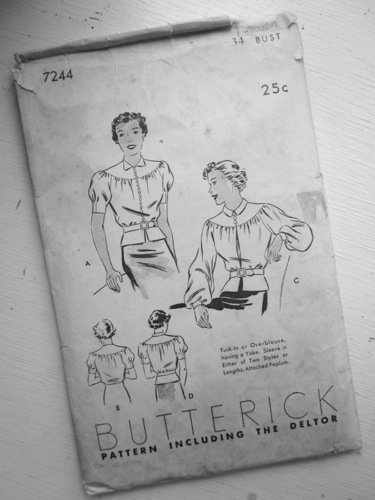 7244
34 BUST
25c
A
C
Tuck-In or Overblouse,
having a Yoke. Sleeve in
Either of Two Styles or
Lengths, Attached Peplum.
B
D
BUTTERICK
PATTERN INCLUDING THE DELTOR